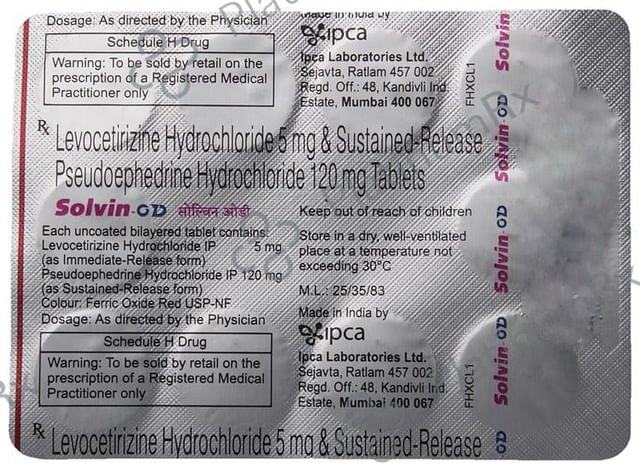 Dosage: As directed by the Physician
Schedule H Drug
Warning: To be sold by retail on the
prescription of a Registered Medical
Practitioner only
Made in India by
ipca
Ipca Laboratories Ltd.
Sejavta, Ratlam 457 002
Regd. Off.: 48, Kandivli Ind.
Estate, Mumbai 400 067
FHXCL1
Solvin
Rx Levocetirizine Hydrochloride 5 mg & Sustained-Release
Pseudoephedrine Hydrochloride 120 mg Tablets
Solvin-OD सोल्विन ओडी
Each uncoated bilayered tablet contains:
Levocetirizine Hydrochloride IP 5 mg
(as Immediate-Release form)
Pseudoephedrine Hydrochloride IP 120 mg
(as Sustained-Release form)
Colour: Ferric Oxide Red USP-NF
Dosage: As directed by the Physician
Keep out of reach of children
Store in a dry, well-ventilated
place at a temperature not
exceeding 30°C
M.L.: 25/35/83
Made in India by
ipca
Ipca Laboratories Ltd.
Sejavta, Ratlam 457 002
Regd. Off.: 48, Kandivli Ind.
Estate, Mumbai 400 067
FHXCL1
Solvin-OD
Solvin-OD
Solvin-OD
Schedule H Drug
Warning: To be sold by retail on the
prescription of a Registered Medical
Practitioner only
Rx Levocetirizine Hydrochloride 5 mg & Sustained-Release
OD